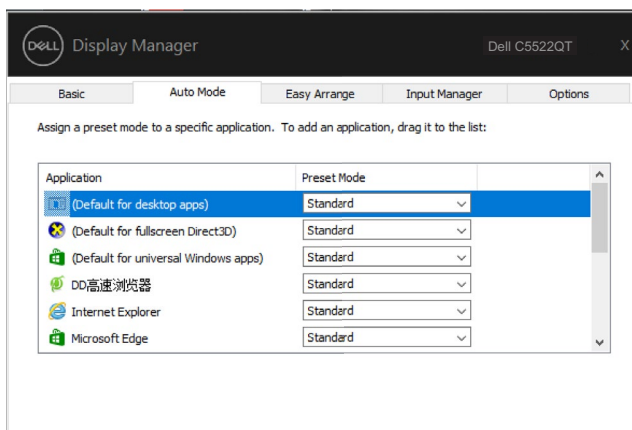 DELL Display Manager Dell C5522QT X
Basic Auto Mode Easy Arrange Input Manager Options
Assign a preset mode to a specific application. To add an application, drag it to the list:
Application Preset Mode
(Default for desktop apps) Standard
(Default for fullscreen Direct3D) Standard
(Default for universal Windows apps) Standard
DD高速浏览器 Standard
Internet Explorer Standard
Microsoft Edge Standard